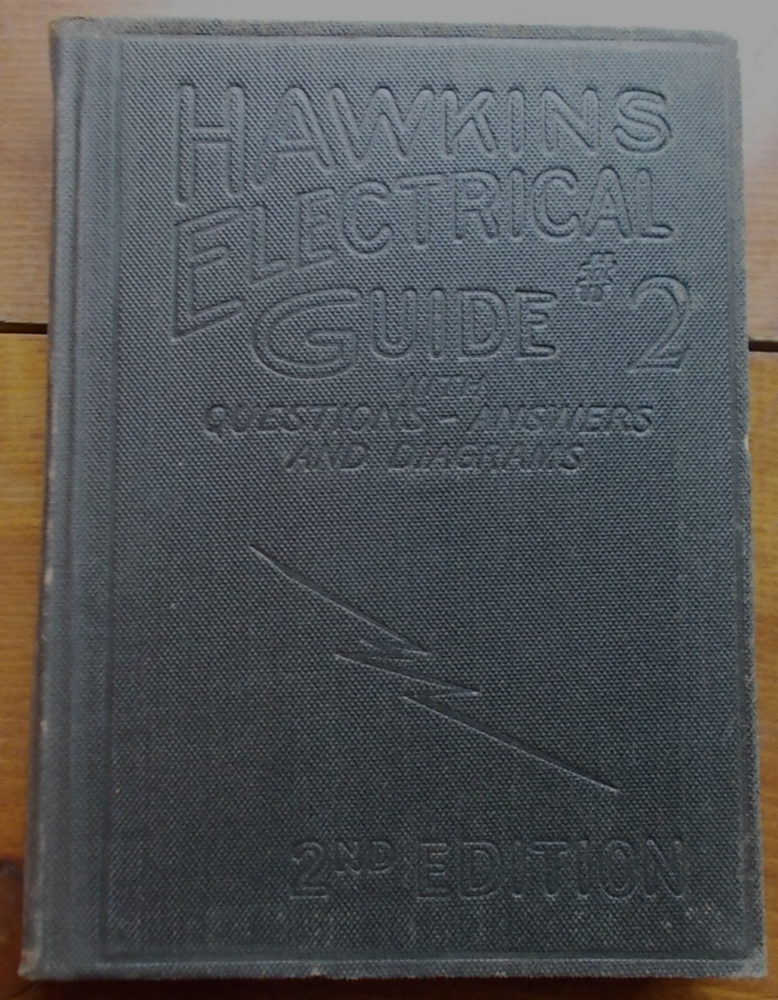 HAWKINS
ELECTRICAL
GUIDE #2
WITH
QUESTIONS-ANSWERS
AND DIAGRAMS
2ND EDITION